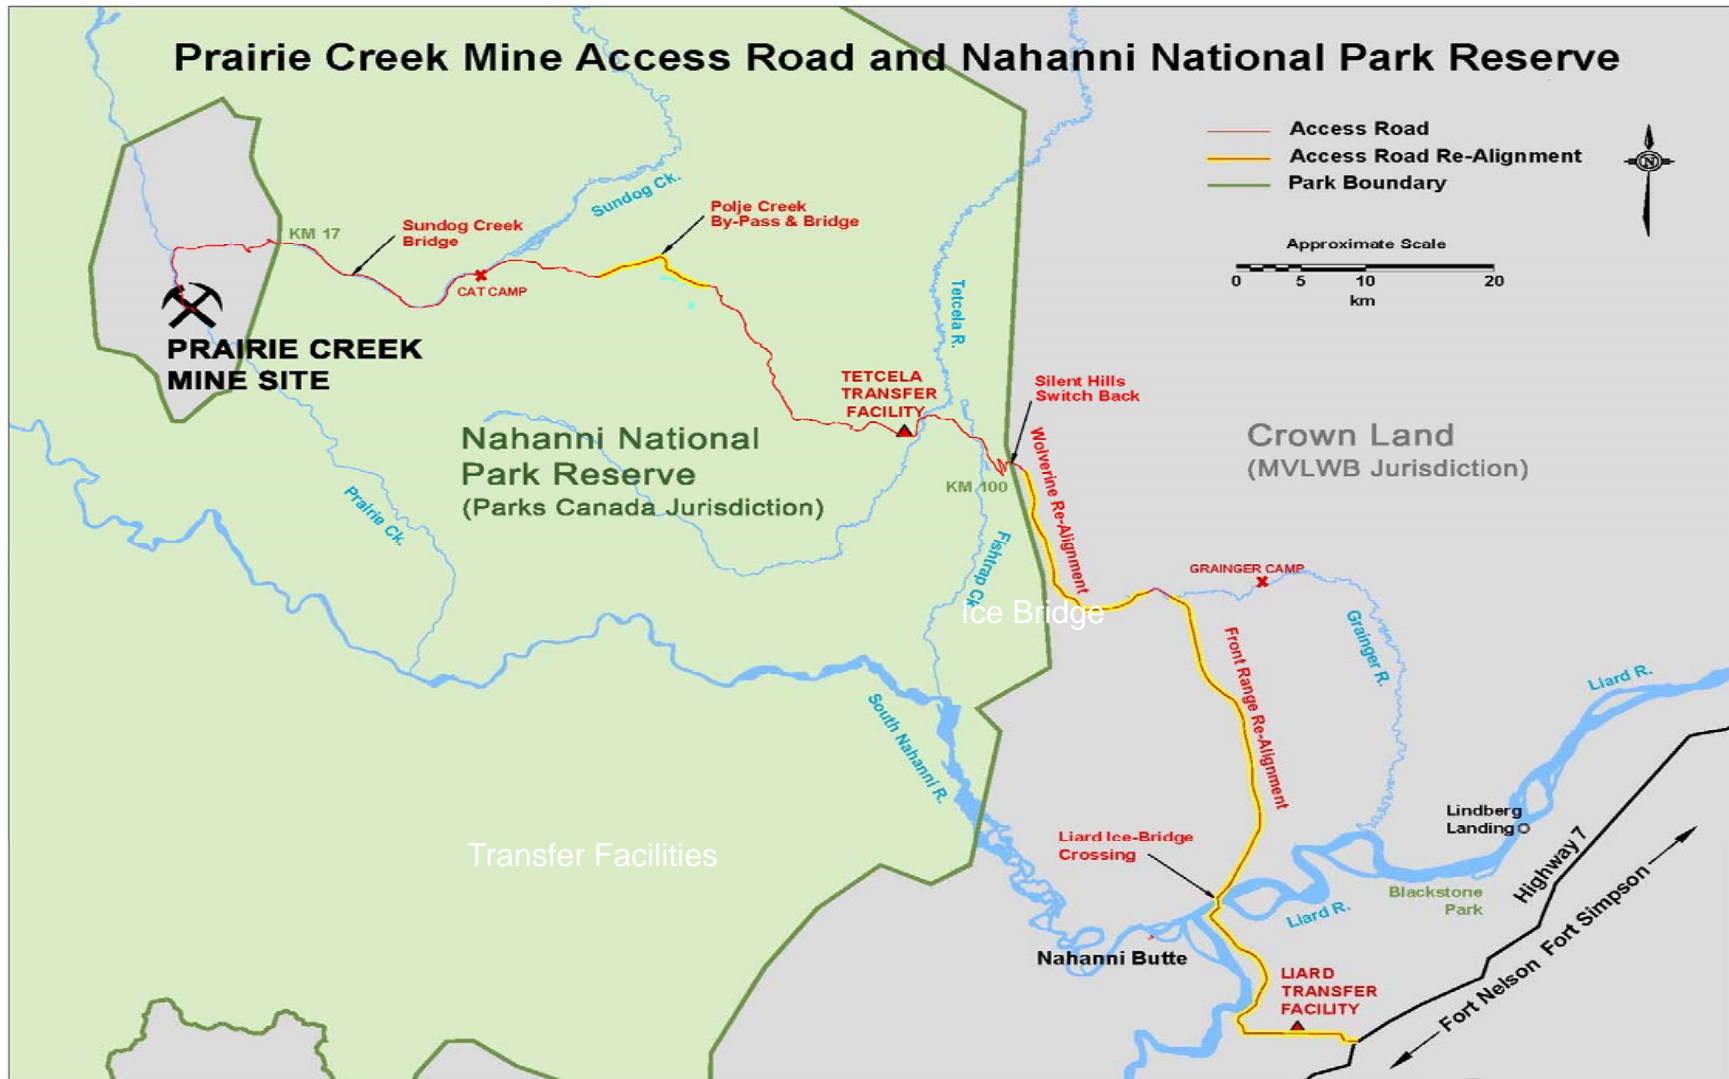 Prairie Creek Mine Access Road and Nahanni National Park Reserve
Access Road
Access Road Re-Alignment
Park Boundary
N
Approximate Scale
0 5 10 20
km
Sundog Ck.
Polje Creek
By-Pass & Bridge
Sundog Creek
Bridge
KM 17
CAT CAMP
PRAIRIE CREEK
MINE SITE
Tetcela R.
TETCELA
TRANSFER
FACILITY
Silent Hills
Switch Back
Nahanni National
Park Reserve
(Parks Canada Jurisdiction)
Crown Land
(MVLWB Jurisdiction)
KM 100
Wolverine Re-Alignment
Prairie Ck.
Fishtrap Ck
Ice Bridge
GRAINGER CAMP
Grainger R.
Front Range Re-Alignment
Liard R.
South Nahanni R.
Transfer Facilities
Liard Ice-Bridge
Crossing
Lindberg
Landing
Highway 7
Blackstone
Park
Liard R.
Nahanni Butte
LIARD
TRANSFER
FACILITY
Fort Nelson Fort Simpson